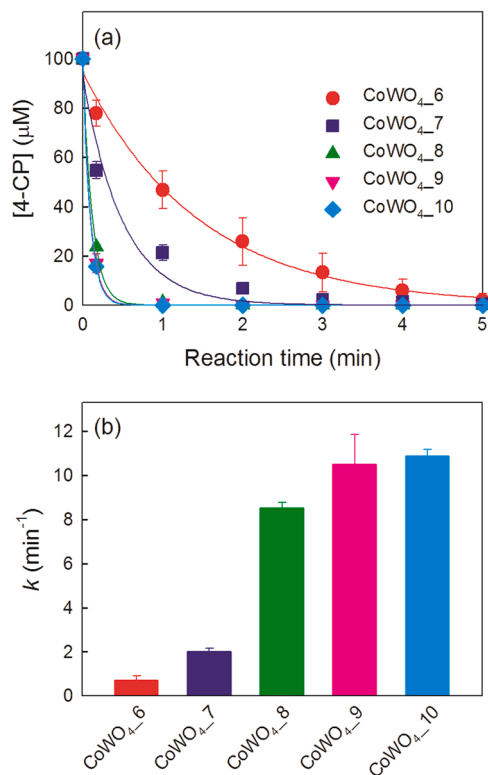 (a)
[4-CP] (μM)
100
80
60
40
20
0
CoWO₄_6
CoWO₄_7
CoWO₄_8
CoWO₄_9
CoWO₄_10
0 1 2 3 4 5
Reaction time (min)
(b)
k (min⁻¹)
12
10
8
6
4
2
0
CoWO₄_6
CoWO₄_7
CoWO₄_8
CoWO₄_9
CoWO₄_10